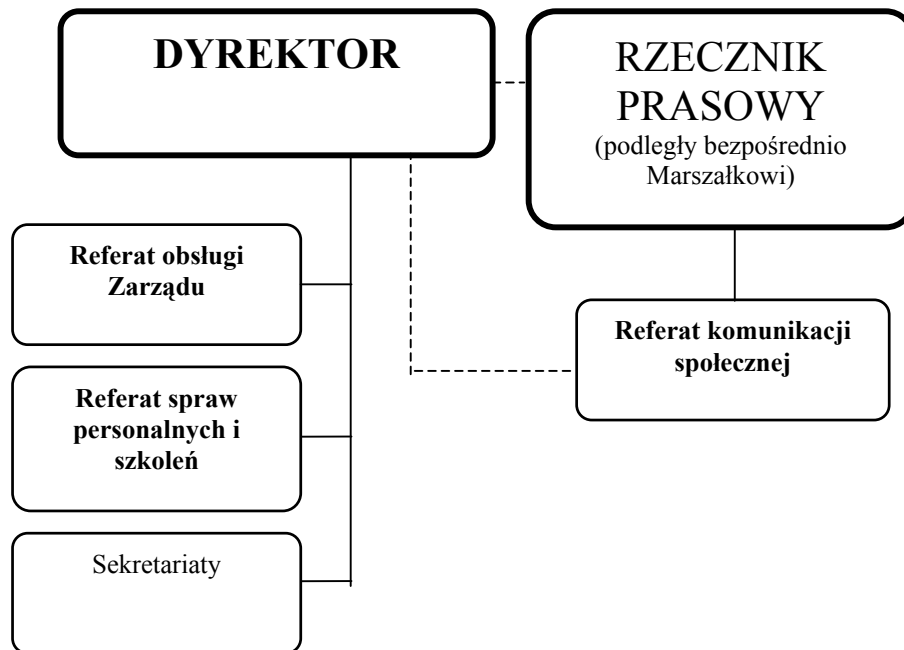 DYREKTOR
RZECZNIK
PRASOWY
(podległy bezpośrednio
Marszałkowi)
Referat obsługi
Zarządu
Referat komunikacji
społecznej
Referat spraw
personalnych i
szkoleń
Sekretariaty